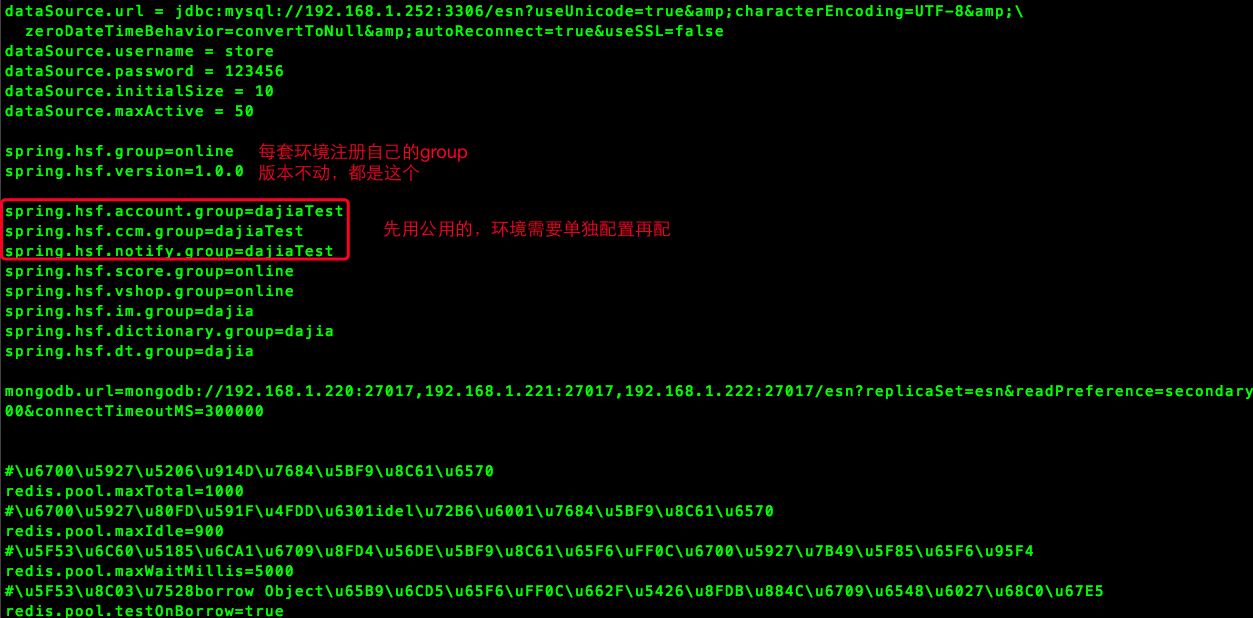 dataSource.url = jdbc:mysql://192.168.1.252:3306/esn?useUnicode=true&amp;characterEncoding=UTF-8&amp;\
zeroDateTimeBehavior=convertToNull&amp;autoReconnect=true&useSSL=false
dataSource.username = store
dataSource.password = 123456
dataSource.initialSize = 10
dataSource.maxActive = 50
spring.hsf.group=online 每套环境注册自己的group
spring.hsf.version=1.0.0 版本不动，都是这个
spring.hsf.account.group=dajiaTest
spring.hsf.ccm.group=dajiaTest 先用公用的，环境需要单独配置再配
spring.hsf.notify.group=dajiaTest
spring.hsf.score.group=online
spring.hsf.vshop.group=online
spring.hsf.im.group=dajia
spring.hsf.dictionary.group=dajia
spring.hsf.dt.group=dajia
mongodb.url=mongodb://192.168.1.220:27017,192.168.1.221:27017,192.168.1.222:27017/esn?replicaSet=esn&readPreference=secondary
00&connectTimeoutMS=300000
#\u6700\u5927\u5206\u914D\u7684\u5BF9\u8C61\u6570
redis.pool.maxTotal=1000
#\u6700\u5927\u80FD\u591F\u4FDD\u6301idel\u72B6\u6001\u7684\u5BF9\u8C61\u6570
redis.pool.maxIdle=900
#\u5F53\u6C60\u5185\u6CA1\u6709\u8FD4\u56DE\u5BF9\u8C61\u65F6\uFF0C\u6700\u5927\u7B49\u5F85\u65F6\u95F4
redis.pool.maxWaitMillis=5000
#\u5F53\u8C03\u7528borrow Object\u65B9\u6CD5\u65F6\uFF0C\u662F\u5426\u8FDB\u884C\u6709\u6548\u6027\u68C0\u67E5
redis.pool.testOnBorrow=true